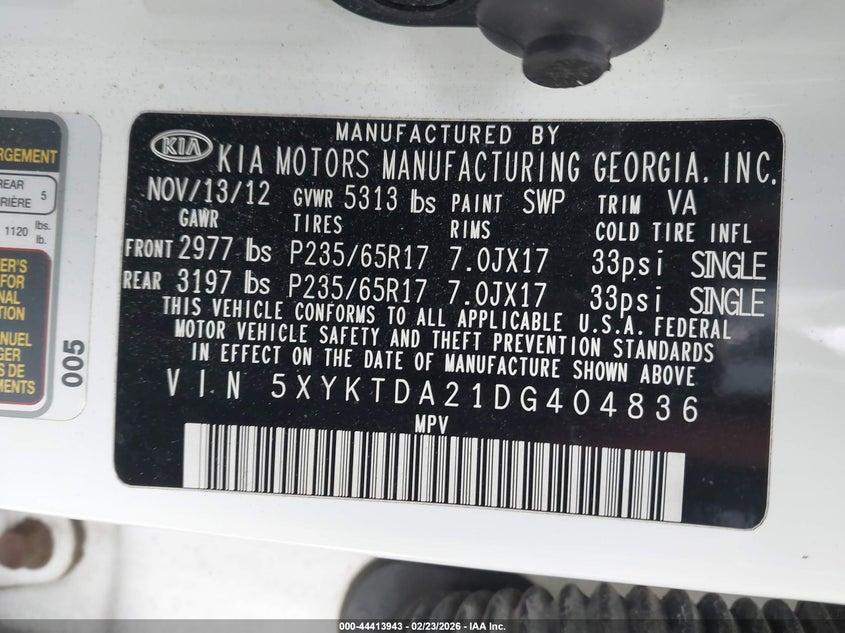 RGEMENT
REAR 5
RIÈRE
1120 lbs.
lb.
ER'S
FOR
NAL
TION
NUEL
GER
S DE
MENTS
005
KIA
MANUFACTURED BY
KIA MOTORS MANUFACTURING GEORGIA, INC.
NOV/13/12 GVWR 5313 lbs PAINT SWP TRIM VA
GAWR TIRES RIMS COLD TIRE INFL
FRONT 2977 lbs P235/65R17 7.0JX17 33psi SINGLE
REAR 3197 lbs P235/65R17 7.0JX17 33psi SINGLE
THIS VEHICLE CONFORMS TO ALL APPLICABLE U.S.A. FEDERAL
MOTOR VEHICLE SAFETY AND THEFT PREVENTION STANDARDS
IN EFFECT ON THE DATE OF MANUFACTURE SHOWN ABOVE
VIN 5XYKTDA21DG404836
MPV
000-44413943 - 02/23/2026 - IAA Inc.